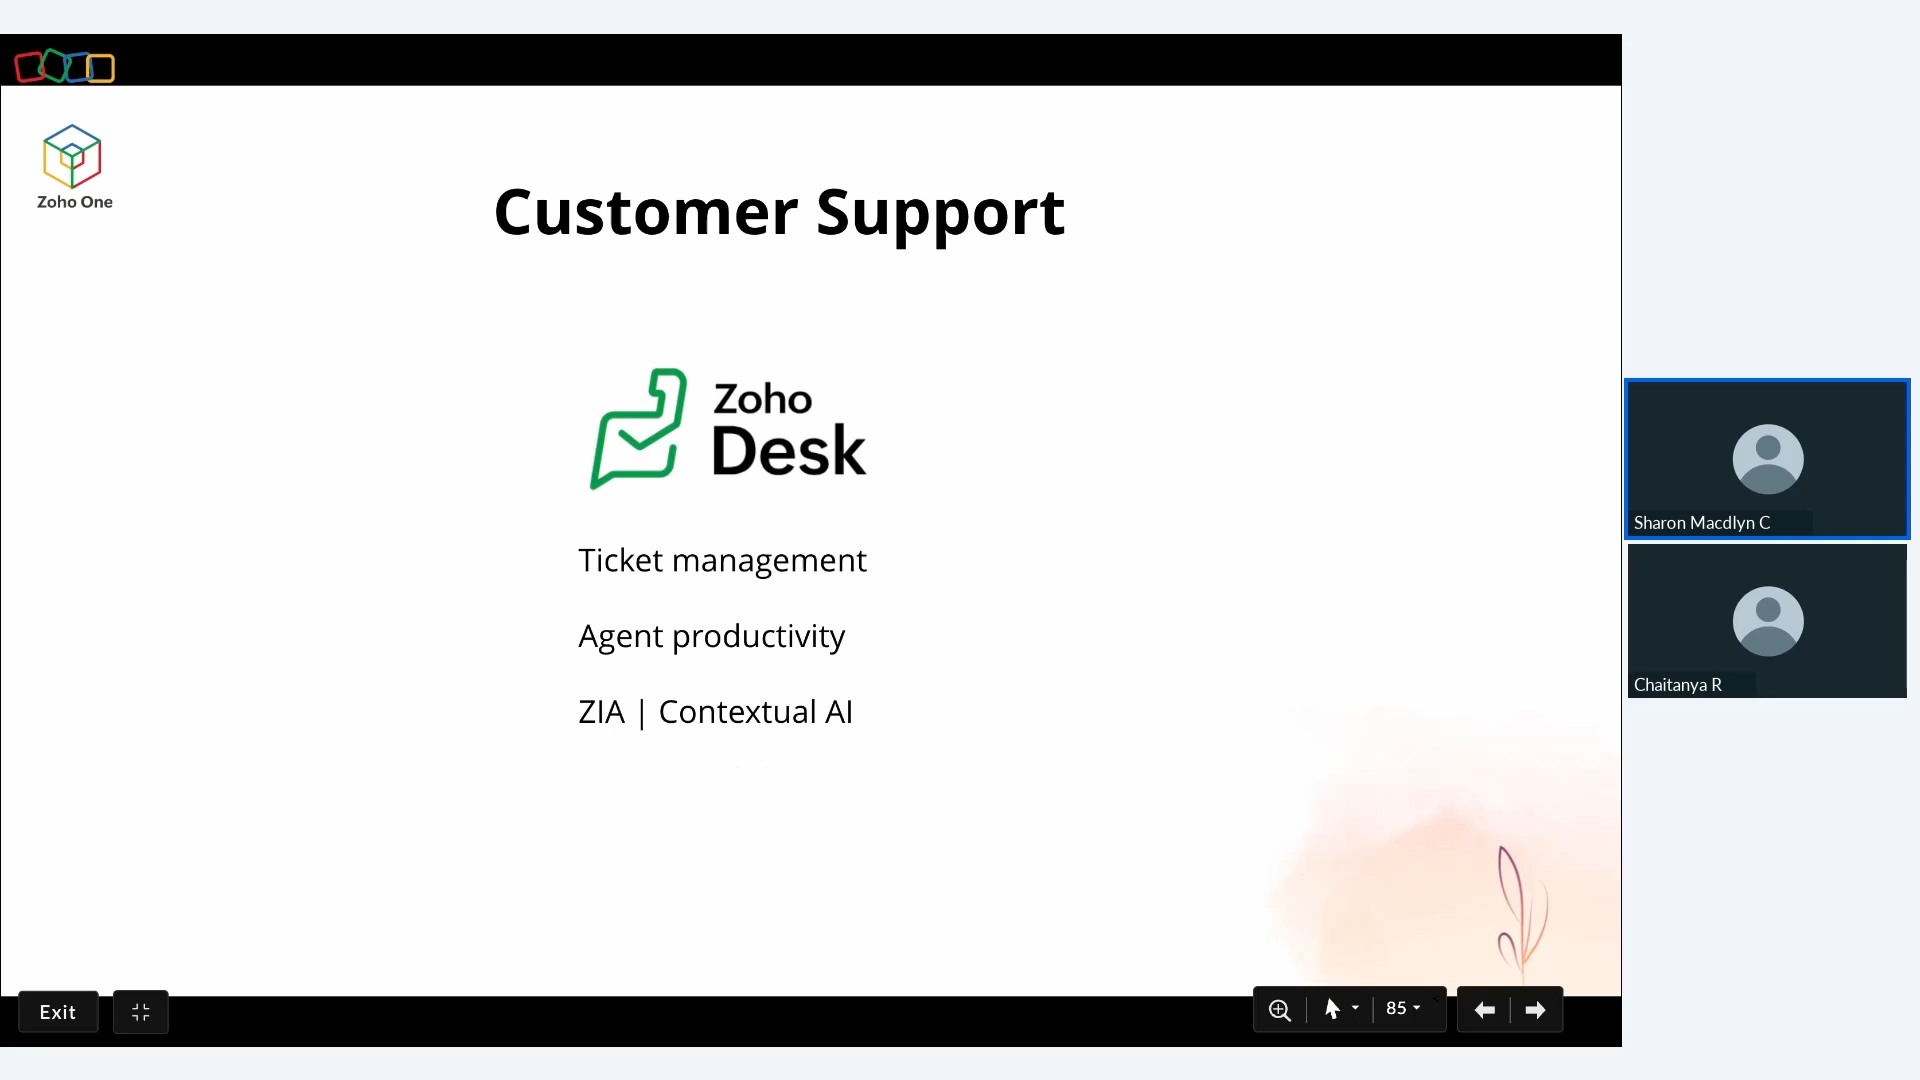 Zoho One
Customer Support
Zoho
Desk
Ticket management
Agent productivity
ZIA | Contextual AI
Sharon Macdlyn C
Chaitanya R
Exit
85